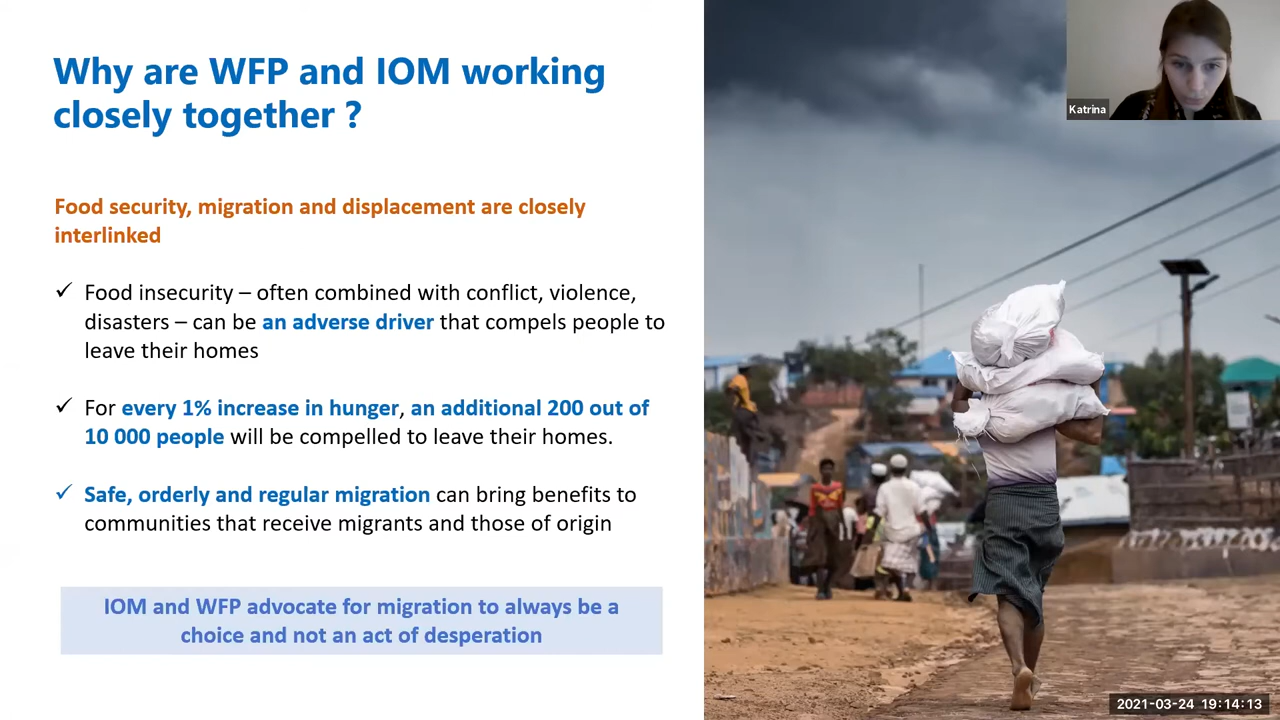 Why are WFP and IOM working
closely together ?
Food security, migration and displacement are closely
interlinked
✓ Food insecurity – often combined with conflict, violence,
disasters – can be an adverse driver that compels people to
leave their homes
✓ For every 1% increase in hunger, an additional 200 out of
10 000 people will be compelled to leave their homes.
✓ Safe, orderly and regular migration can bring benefits to
communities that receive migrants and those of origin
IOM and WFP advocate for migration to always be a
choice and not an act of desperation
Katrina
2021-03-24 19:14:13